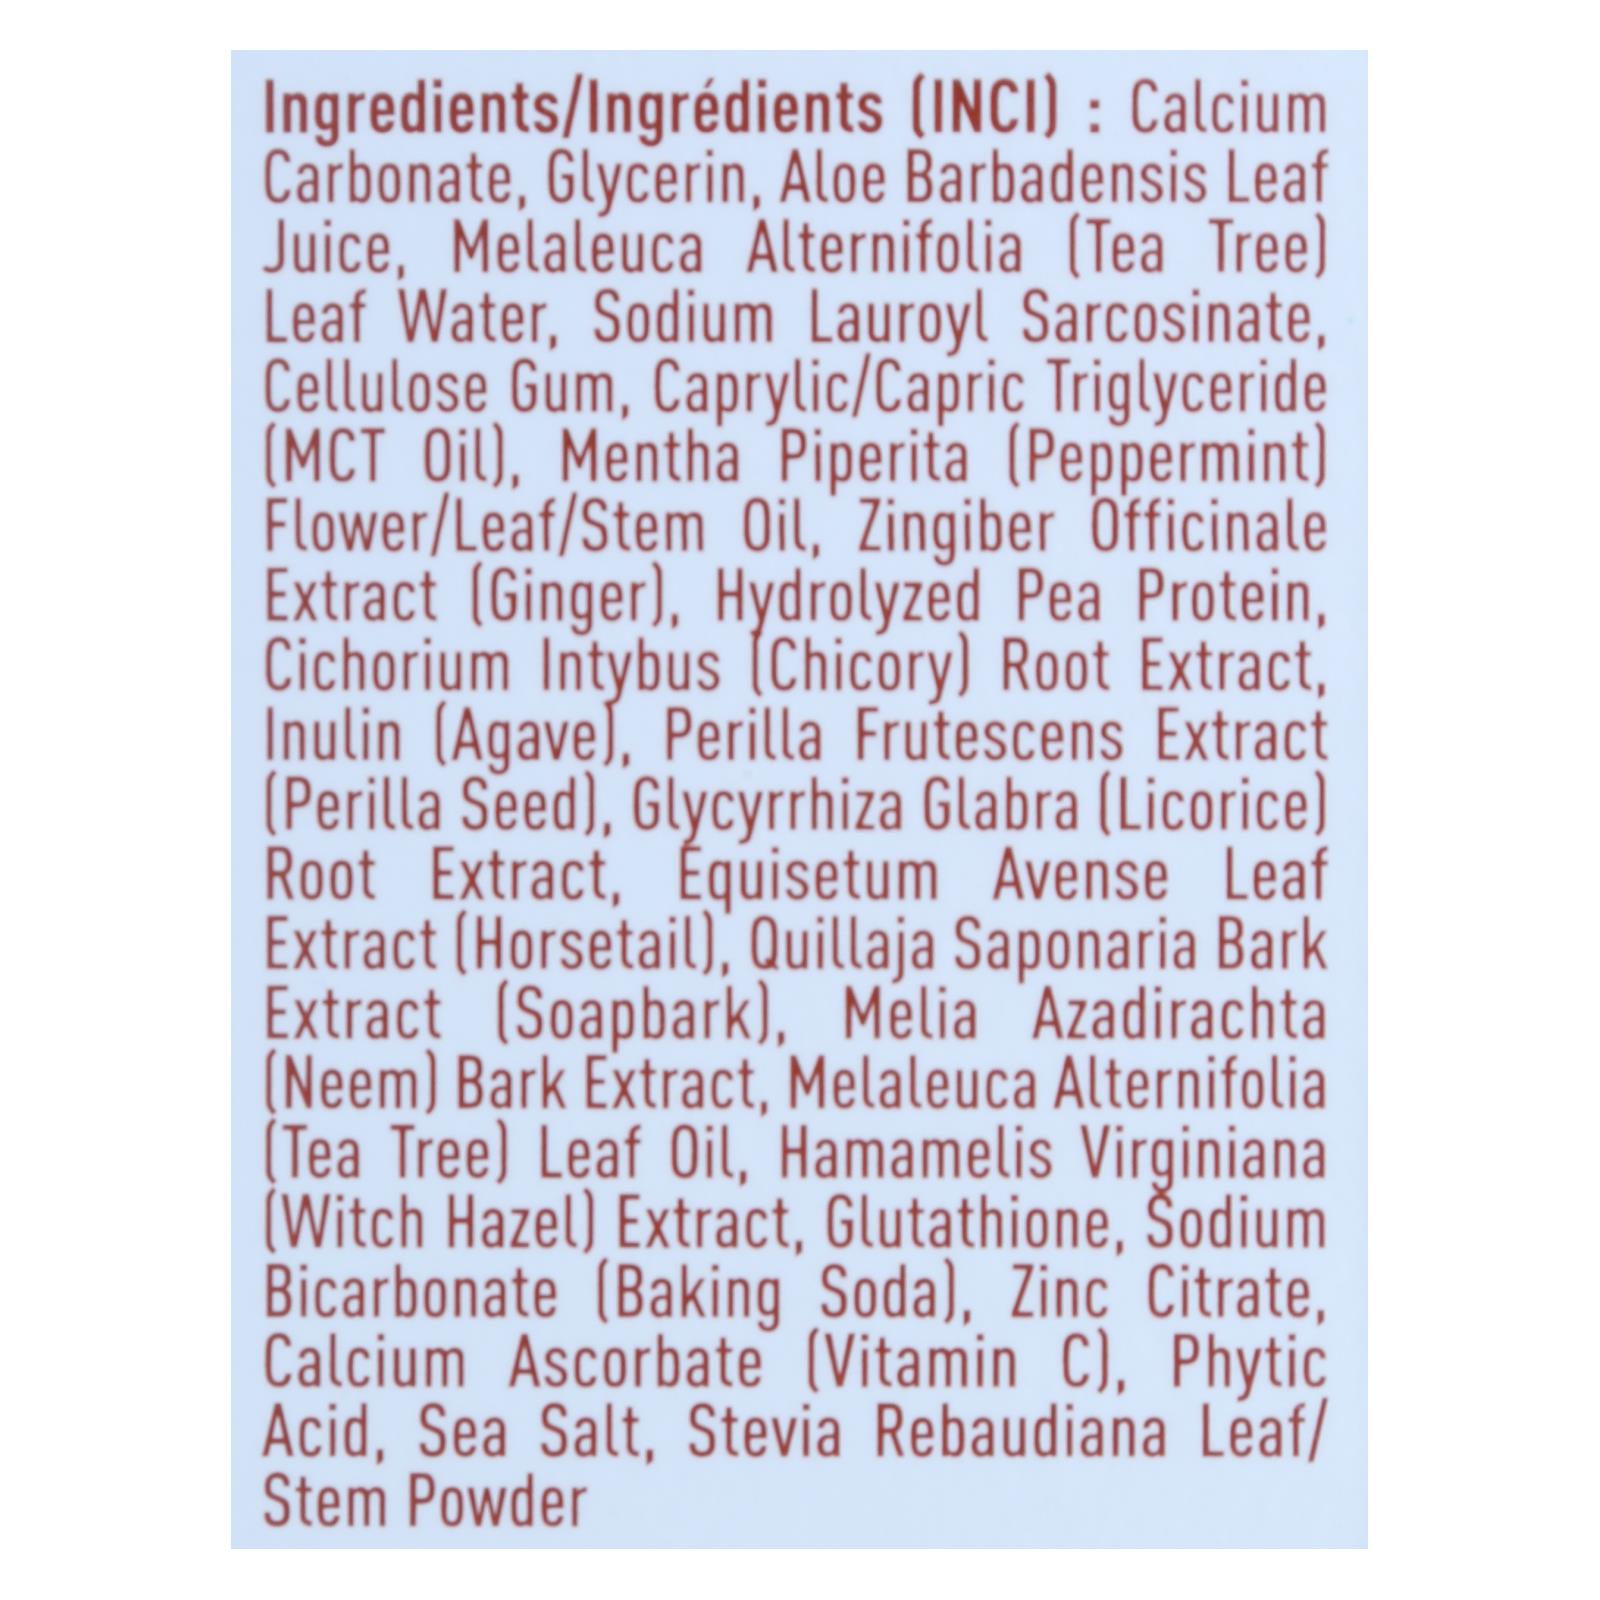 Ingredients/Ingrédients (INCI) : Calcium
Carbonate, Glycerin, Aloe Barbadensis Leaf
Juice, Melaleuca Alternifolia (Tea Tree)
Leaf Water, Sodium Lauroyl Sarcosinate,
Cellulose Gum, Caprylic/Capric Triglyceride
(MCT Oil), Mentha Piperita (Peppermint)
Flower/Leaf/Stem Oil, Zingiber Officinale
Extract (Ginger), Hydrolyzed Pea Protein,
Cichorium Intybus (Chicory) Root Extract,
Inulin (Agave), Perilla Frutescens Extract
(Perilla Seed), Glycyrrhiza Glabra (Licorice)
Root Extract, Equisetum Avense Leaf
Extract (Horsetail), Quillaja Saponaria Bark
Extract (Soapbark), Melia Azadirachta
(Neem) Bark Extract, Melaleuca Alternifolia
(Tea Tree) Leaf Oil, Hamamelis Virginiana
(Witch Hazel) Extract, Glutathione, Sodium
Bicarbonate (Baking Soda), Zinc Citrate,
Calcium Ascorbate (Vitamin C), Phytic
Acid, Sea Salt, Stevia Rebaudiana Leaf/
Stem Powder